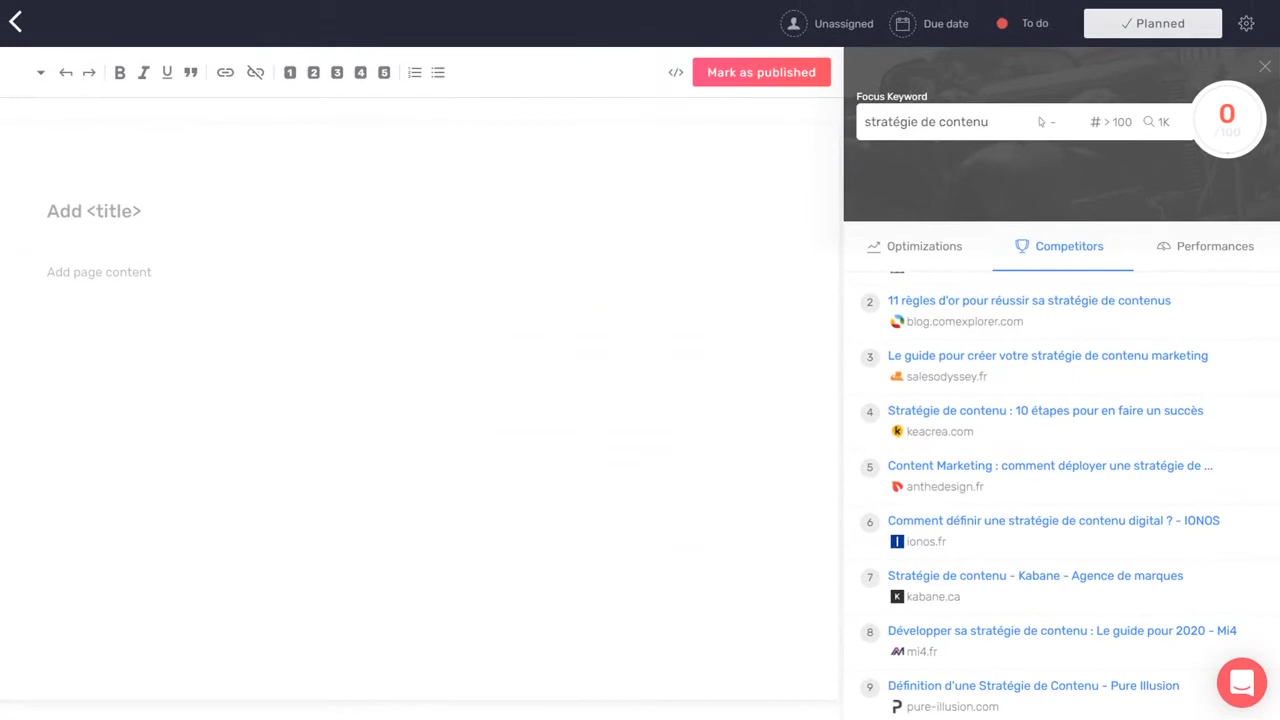 Unassigned Due date To do ✓ Planned
B I U 1 2 3 4 5 </> Mark as published
Focus Keyword
stratégie de contenu - # > 100 1K
0
/100
Add <title>
Add page content
Optimizations Competitors Performances
2 11 règles d'or pour réussir sa stratégie de contenus
blog.comexplorer.com
3 Le guide pour créer votre stratégie de contenu marketing
salesodyssey.fr
4 Stratégie de contenu : 10 étapes pour en faire un succès
k keacrea.com
5 Content Marketing : comment déployer une stratégie de ...
anthedesign.fr
6 Comment définir une stratégie de contenu digital ? - IONOS
ionos.fr
7 Stratégie de contenu - Kabane - Agence de marques
K kabane.ca
8 Développer sa stratégie de contenu : Le guide pour 2020 - Mi4
mi4.fr
9 Définition d'une Stratégie de Contenu - Pure Illusion
pure-illusion.com